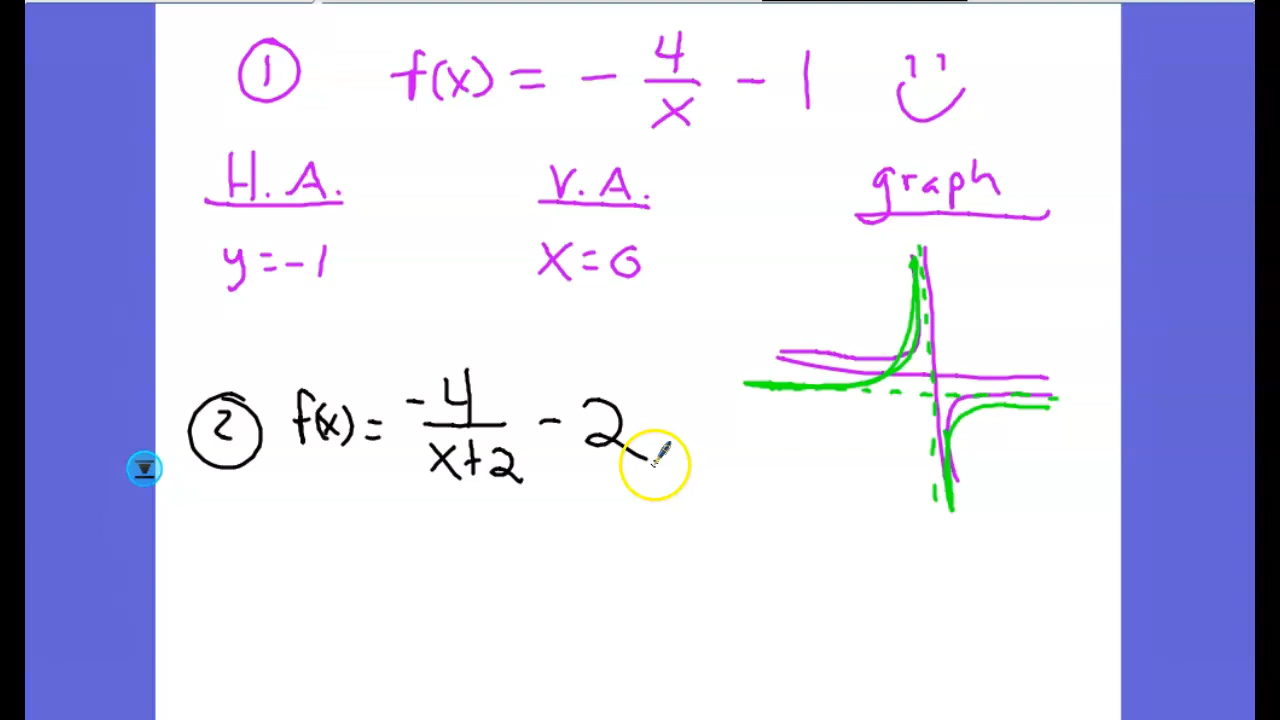 ① f(x) = - 4/x - 1
H.A. V.A. graph
y=-1 x=0
② f(x) = -4/x+2 - 2